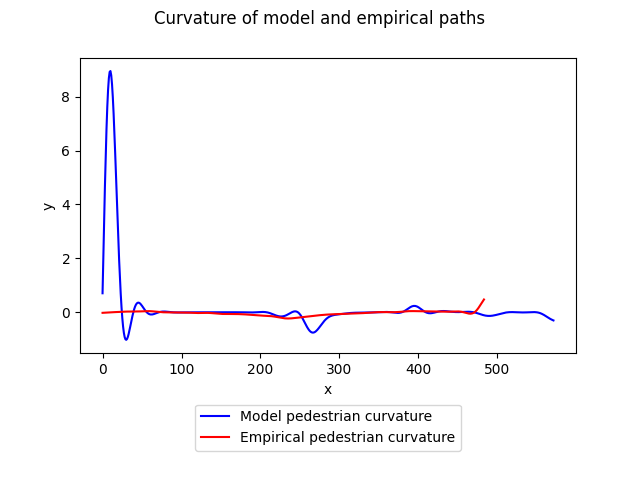 Curvature of model and empirical paths
8
6
4
2
0
y
0 100 200 300 400 500
x
Model pedestrian curvature
Empirical pedestrian curvature